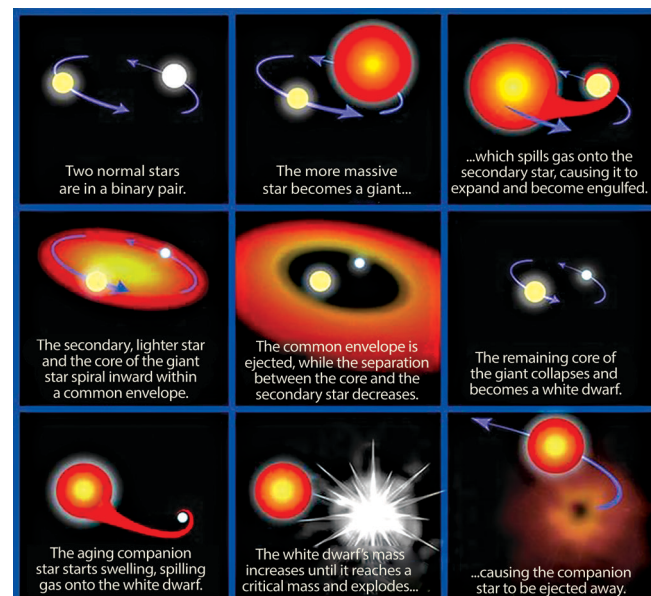 Two normal stars
are in a binary pair.
The more massive
star becomes a giant...
...which spills gas onto the
secondary star, causing it to
expand and become engulfed.
The secondary, lighter star
and the core of the giant
star spiral inward within
a common envelope.
The common envelope is
ejected, while the separation
between the core and the
secondary star decreases.
The remaining core of
the giant collapses and
becomes a white dwarf.
The aging companion
star starts swelling, spilling
gas onto the white dwarf.
The white dwarf's mass
increases until it reaches a
critical mass and explodes...
...causing the companion
star to be ejected away.